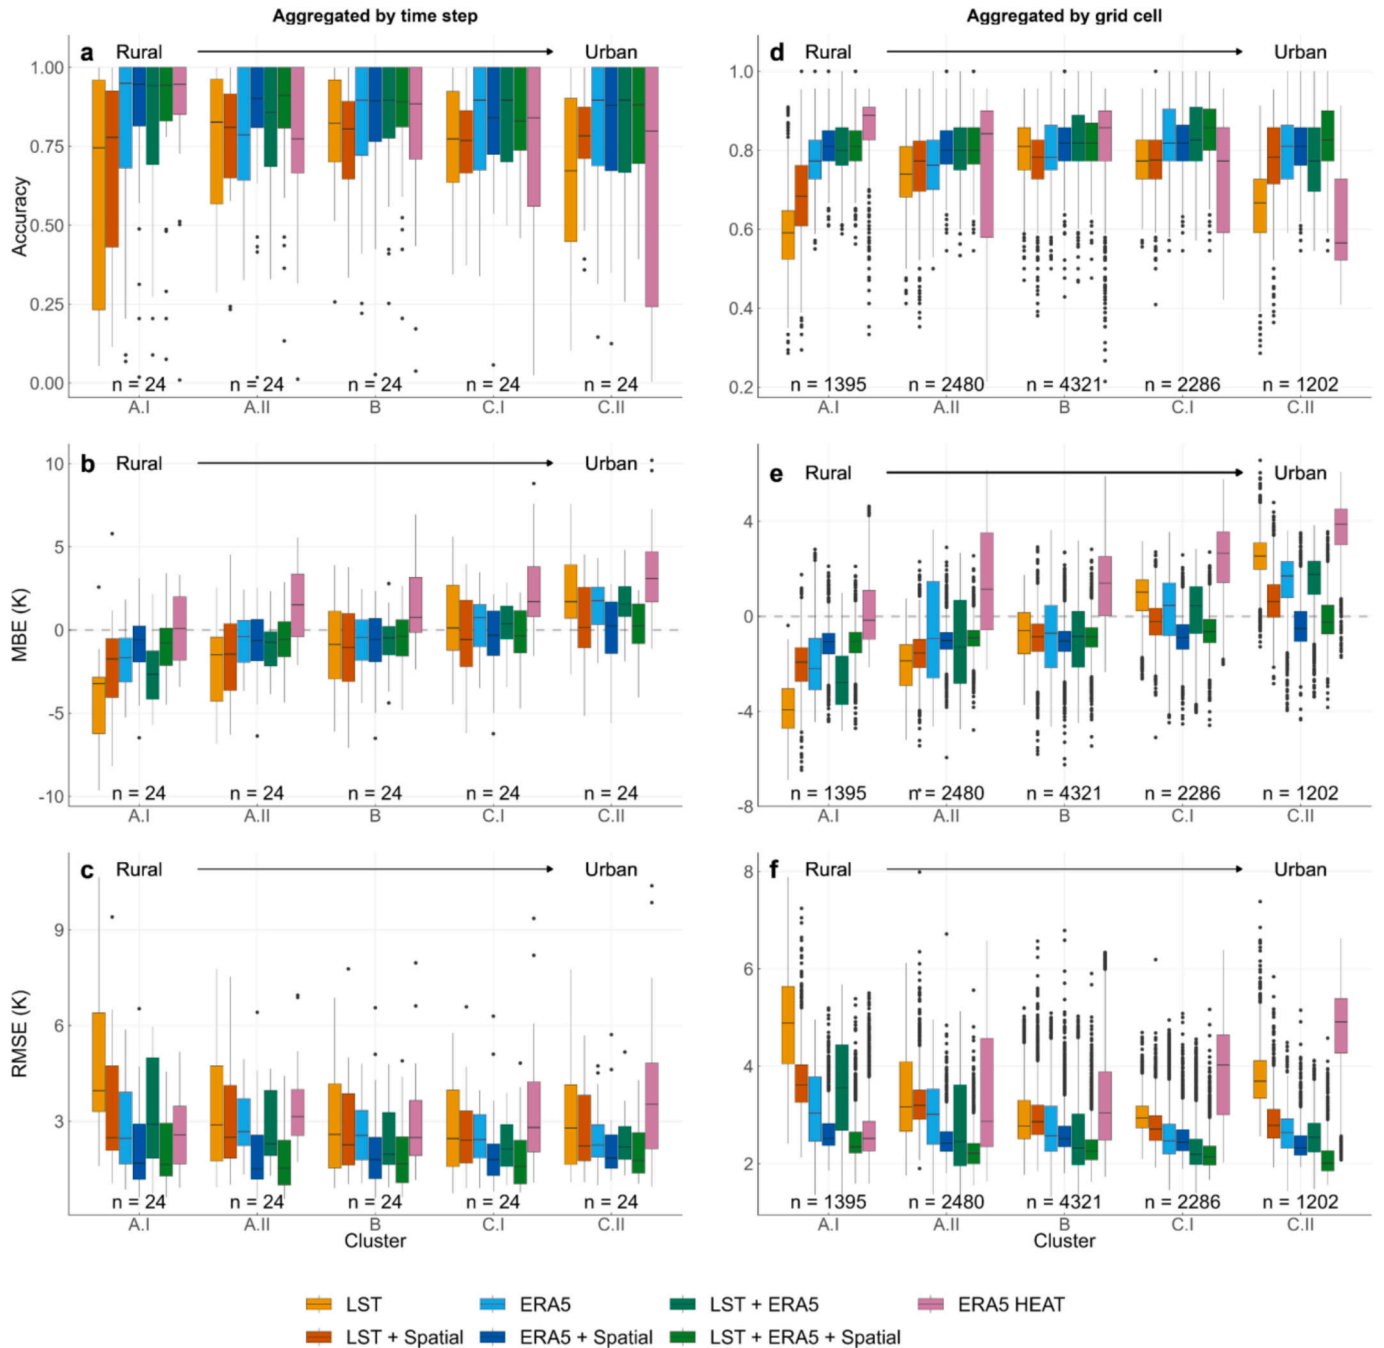 Aggregated by time step
Aggregated by grid cell
a Rural Urban
1.00
0.75
0.50
0.25
0.00
Accuracy
n = 24 n = 24 n = 24 n = 24 n = 24
A.I A.II B C.I C.II
d Rural Urban
1.0
0.8
0.6
0.4
0.2
n = 1395 n = 2480 n = 4321 n = 2286 n = 1202
A.I A.II B C.I C.II
b Rural Urban
10
5
0
-5
-10
MBE (K)
n = 24 n = 24 n = 24 n = 24 n = 24
A.I A.II B C.I C.II
e Rural Urban
4
0
-4
-8
n = 1395 n = 2480 n = 4321 n = 2286 n = 1202
A.I A.II B C.I C.II
c Rural Urban
9
6
3
RMSE (K)
n = 24 n = 24 n = 24 n = 24 n = 24
A.I A.II B C.I C.II
Cluster
f Rural Urban
8
6
4
2
n = 1395 n = 2480 n = 4321 n = 2286 n = 1202
A.I A.II B C.I C.II
Cluster
LST ERA5 LST + ERA5 ERA5 HEAT
LST + Spatial ERA5 + Spatial LST + ERA5 + Spatial